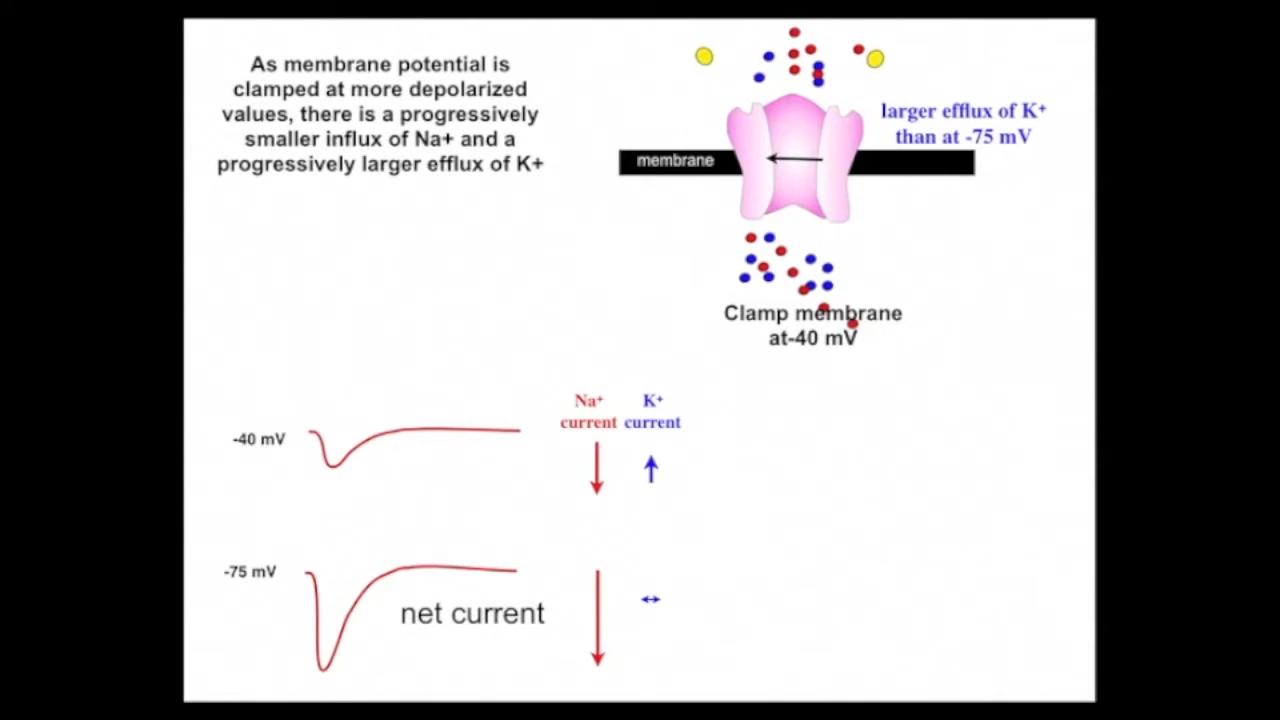 As membrane potential is
clamped at more depolarized
values, there is a progressively
smaller influx of Na+ and a
progressively larger efflux of K+
larger efflux of K+
than at -75 mV
membrane
Clamp membrane
at-40 mV
Na+ K+
current current
-40 mV
-75 mV
net current